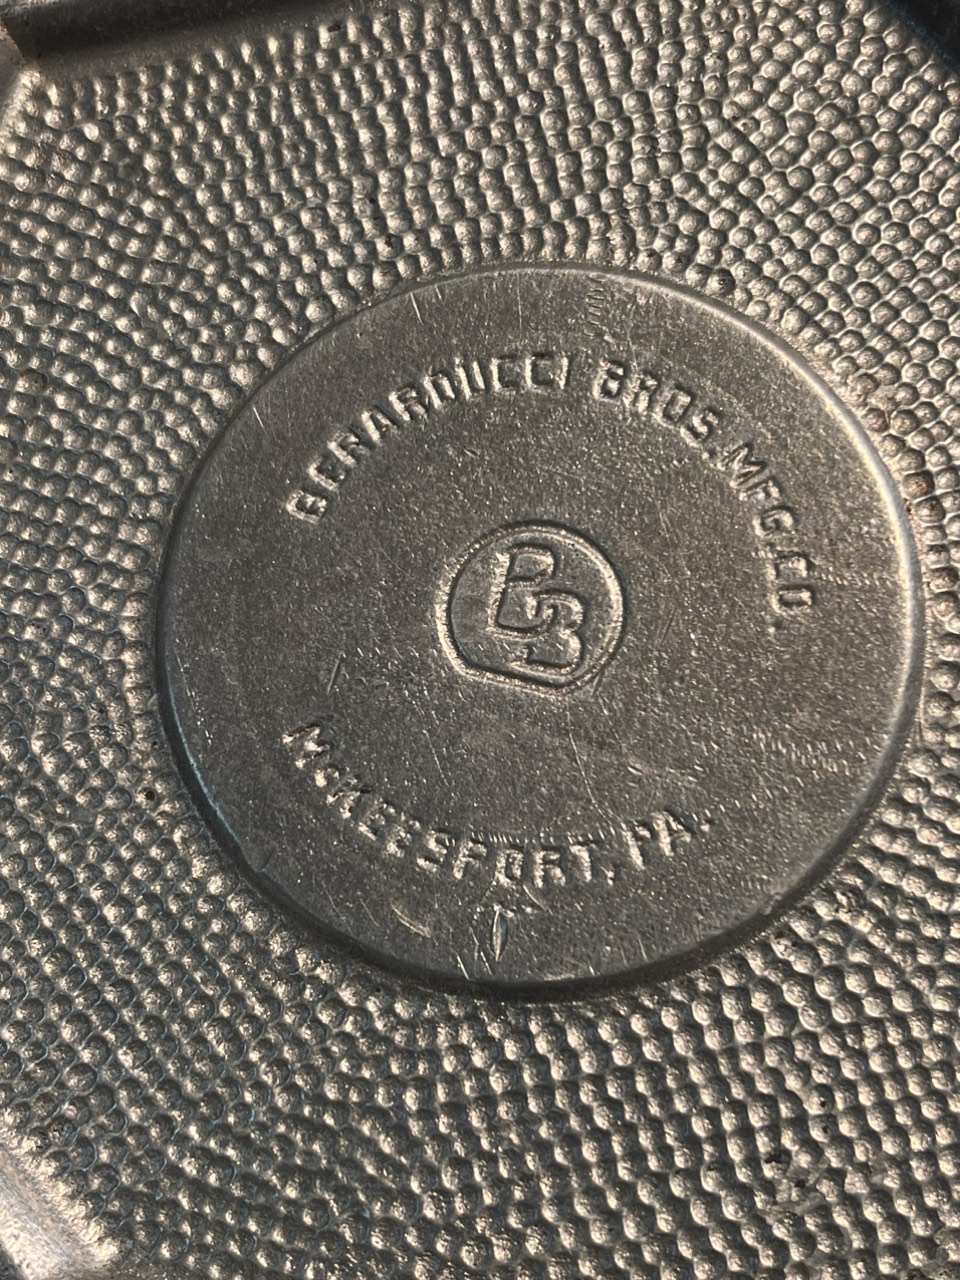 BERARDUCCI BROS. MFG. CO.
BB
McKEESPORT, PA.